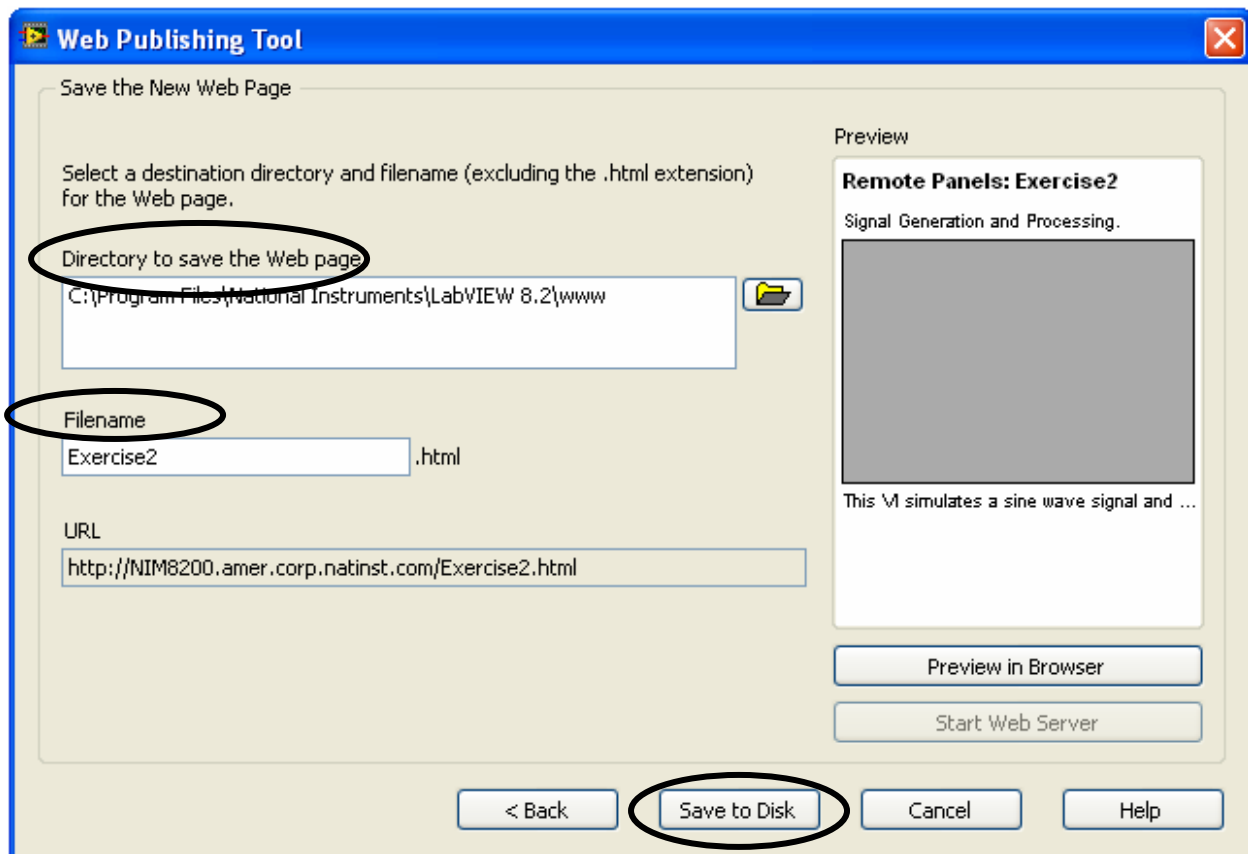 Web Publishing Tool
Save the New Web Page
Select a destination directory and filename (excluding the .html extension)
for the Web page.
Directory to save the Web page
C:\Program Files\National Instruments\LabVIEW 8.2\www
Filename
Exercise2
.html
URL
http://NIM8200.amer.corp.natinst.com/Exercise2.html
Preview
Remote Panels: Exercise2
Signal Generation and Processing.
This VI simulates a sine wave signal and ...
Preview in Browser
Start Web Server
< Back
Save to Disk
Cancel
Help